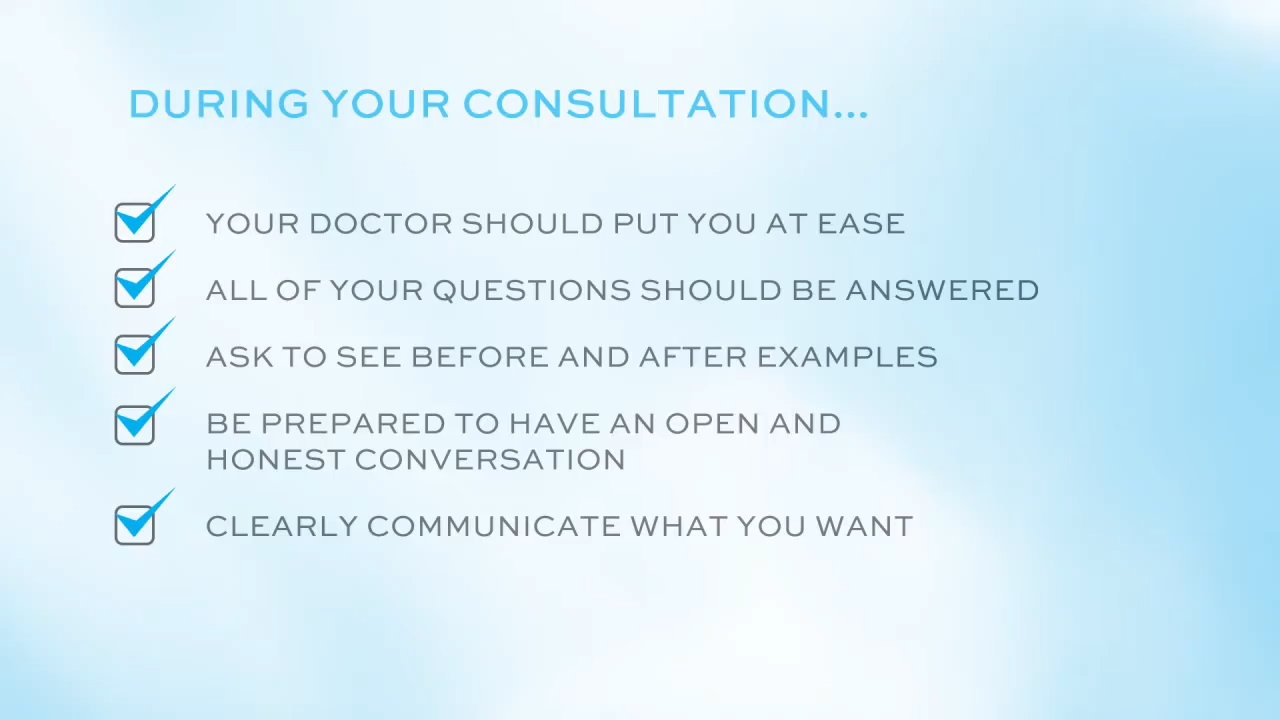 DURING YOUR CONSULTATION...
YOUR DOCTOR SHOULD PUT YOU AT EASE
ALL OF YOUR QUESTIONS SHOULD BE ANSWERED
ASK TO SEE BEFORE AND AFTER EXAMPLES
BE PREPARED TO HAVE AN OPEN AND
HONEST CONVERSATION
CLEARLY COMMUNICATE WHAT YOU WANT